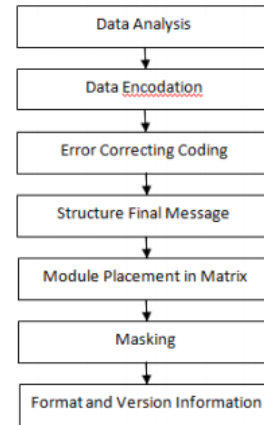 Data Analysis
Data Encodation
Error Correcting Coding
Structure Final Message
Module Placement in Matrix
Masking
Format and Version Information